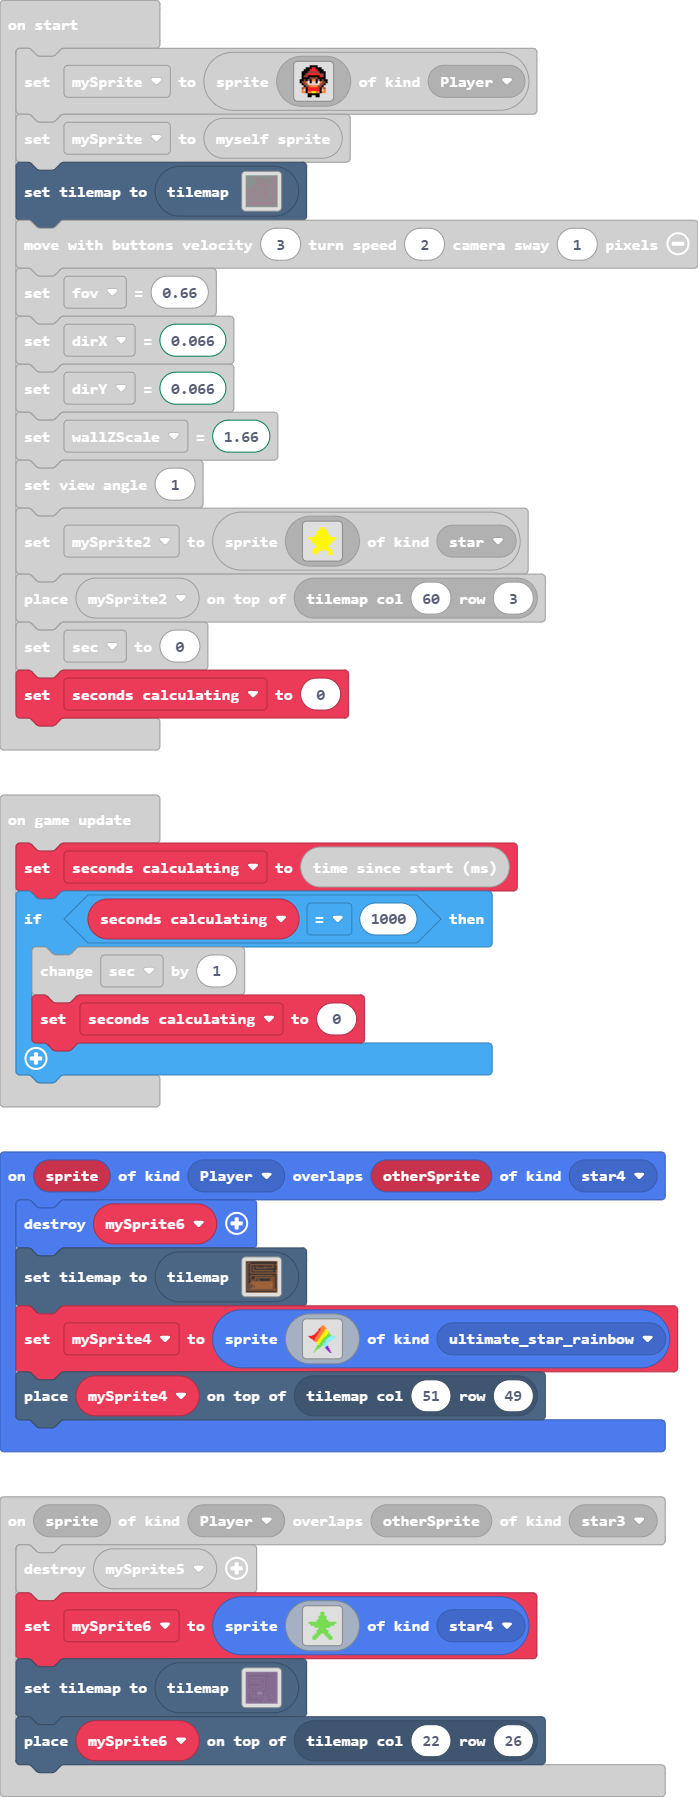 on start
set mySprite to sprite of kind Player
set mySprite to myself sprite
set tilemap to tilemap
move with buttons velocity 3 turn speed 2 camera sway 1 pixels
set fov = 0.66
set dirX = 0.066
set dirY = 0.066
set wallZScale = 1.66
set view angle 1
set mySprite2 to sprite of kind star
place mySprite2 on top of tilemap col 60 row 3
set sec to 0
set seconds calculating to 0
on game update
set seconds calculating to time since start (ms)
if seconds calculating = 1000 then
change sec by 1
set seconds calculating to 0
on sprite of kind Player overlaps otherSprite of kind star4
destroy mySprite6
set tilemap to tilemap
set mySprite4 to sprite of kind ultimate_star_rainbow
place mySprite4 on top of tilemap col 51 row 49
on sprite of kind Player overlaps otherSprite of kind star3
destroy mySprite5
set mySprite6 to sprite of kind star4
set tilemap to tilemap
place mySprite6 on top of tilemap col 22 row 26